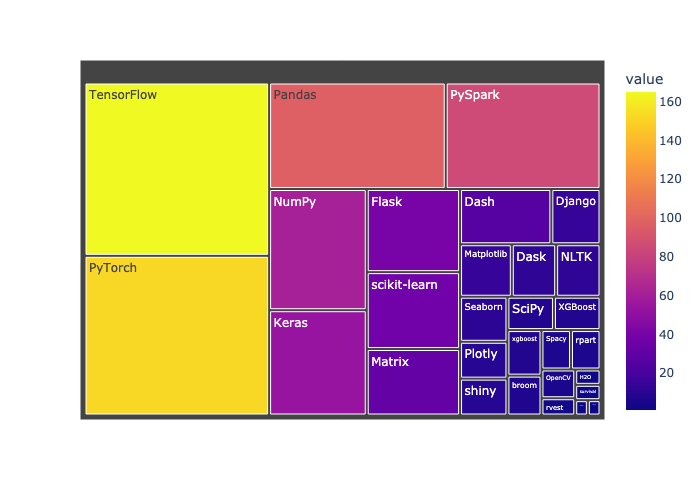 value
TensorFlow
Pandas
PySpark
160
140
120
100
80
60
40
20
NumPy
Flask
Dash
Django
Matplotlib
Dask
NLTK
PyTorch
scikit-learn
Seaborn
SciPy
XGBoost
Keras
Plotly
xgboost
Spacy
rpart
Matrix
shiny
broom
OpenCV
H2O
rvest